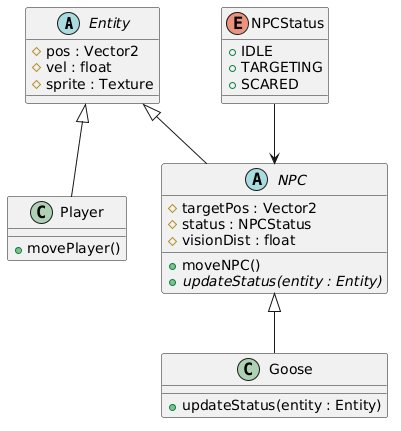 A Entity
pos : Vector2
vel : float
sprite : Texture
E NPCStatus
IDLE
TARGETING
SCARED
C Player
movePlayer()
A NPC
targetPos : Vector2
status : NPCStatus
visionDist : float
moveNPC()
updateStatus(entity : Entity)
C Goose
updateStatus(entity : Entity)